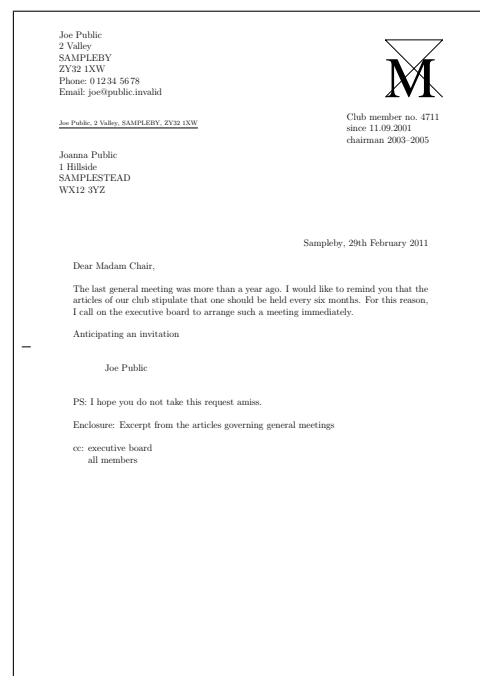 Joe Public
2 Valley
SAMPLEBY
ZY32 1XW
Phone: 0 12 34 56 78
Email: joe@public.invalid
M
Club member no. 4711
since 11.09.2001
chairman 2003–2005
Joe Public, 2 Valley, SAMPLEBY, ZY32 1XW
Joanna Public
1 Hillside
SAMPLESTEAD
WX12 3YZ
Sampleby, 29th February 2011
Dear Madam Chair,
The last general meeting was more than a year ago. I would like to remind you that the
articles of our club stipulate that one should be held every six months. For this reason,
I call on the executive board to arrange such a meeting immediately.
Anticipating an invitation
Joe Public
PS: I hope you do not take this request amiss.
Enclosure: Excerpt from the articles governing general meetings
cc: executive board
all members